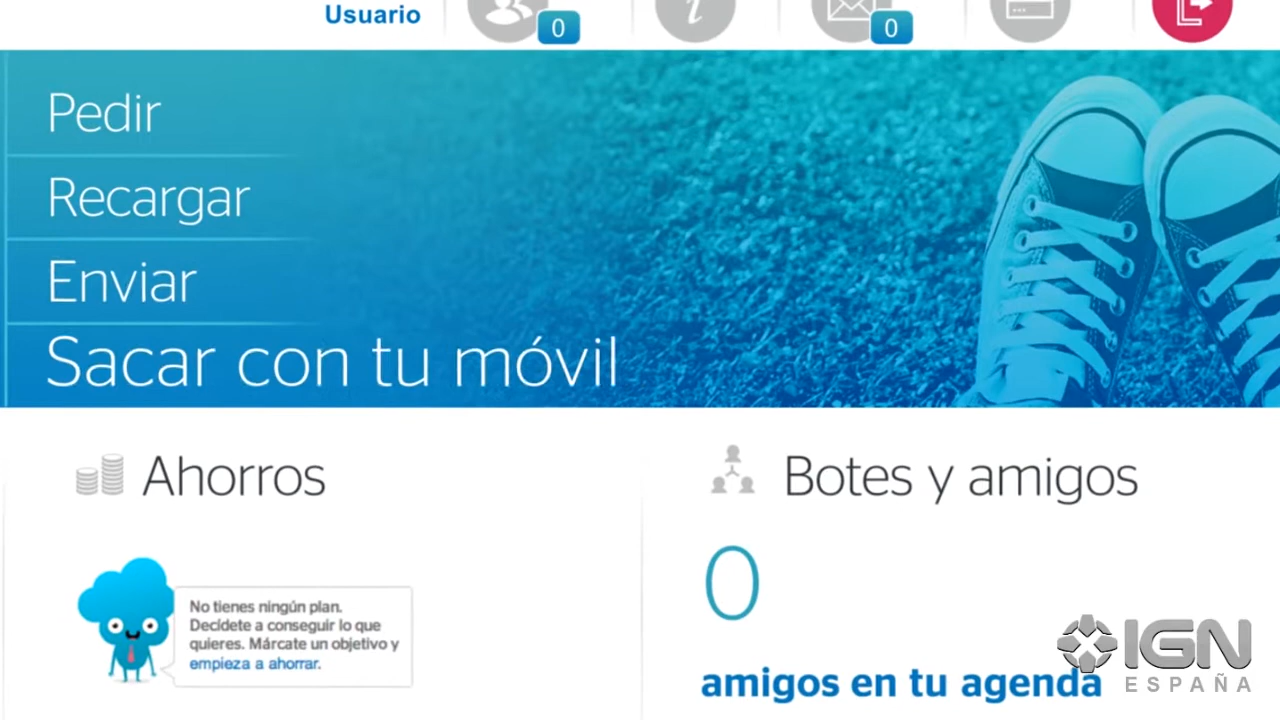 Usuario
0
0
Pedir
Recargar
Enviar
Sacar con tu móvil
Ahorros
Botes y amigos
No tienes ningún plan.
Decídete a conseguir lo que
quieres. Márcate un objetivo y
empieza a ahorrar.
0
amigos en tu agenda
IGN
ESPAÑA